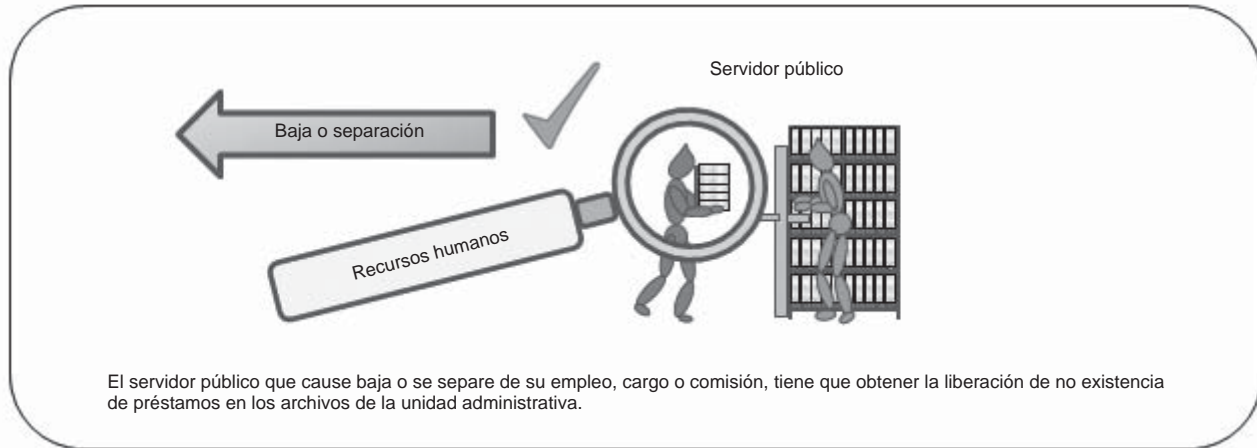 Servidor público
Baja o separación
Recursos humanos
El servidor público que cause baja o se separe de su empleo, cargo o comisión, tiene que obtener la liberación de no existencia
de préstamos en los archivos de la unidad administrativa.